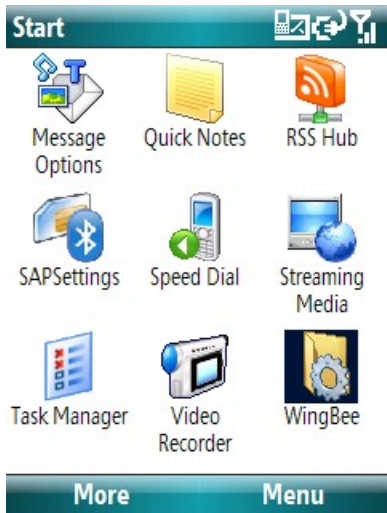 Start
Message Options
Quick Notes
RSS Hub
SAPSettings
Speed Dial
Streaming Media
Task Manager
Video Recorder
WingBee
More
Menu